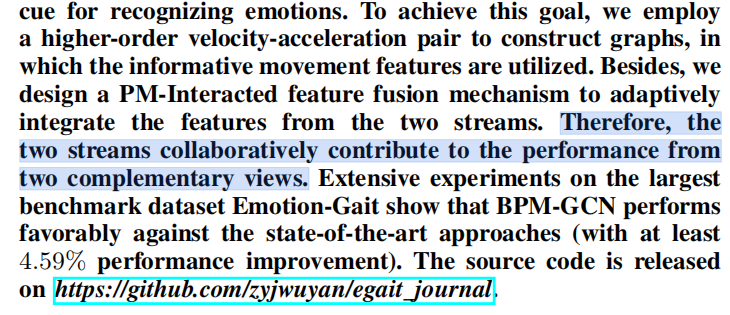 cue for recognizing emotions. To achieve this goal, we employ
a higher-order velocity-acceleration pair to construct graphs, in
which the informative movement features are utilized. Besides, we
design a PM-Interacted feature fusion mechanism to adaptively
integrate the features from the two streams. Therefore, the
two streams collaboratively contribute to the performance from
two complementary views. Extensive experiments on the largest
benchmark dataset Emotion-Gait show that BPM-GCN performs
favorably against the state-of-the-art approaches (with at least
4.59% performance improvement). The source code is released
on https://github.com/zyjwuyan/egait_journal.